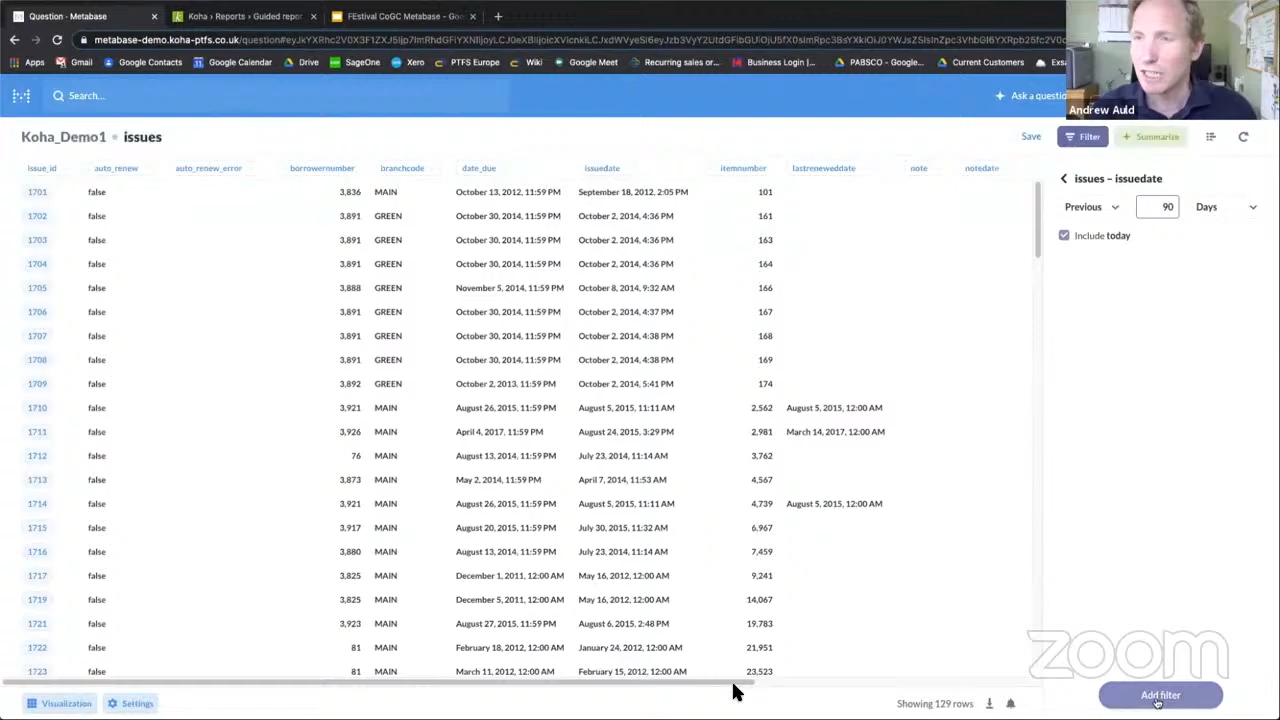 Question - Metabase
Koha › Reports › Guided repor
FEstival CoGC Metabase - Goo
metabase-demo.koha-ptfs.co.uk
Apps Gmail Google Contacts Google Calendar Drive SageOne Xero PTFS Europe Wiki Google Meet Recurring sales or... Business Login |... PABSCO - Google... Current Customers Exsa
Search...
Ask a questio
Andrew Auld
Koha_Demo1 issues
Save Filter + Summarize
issue_id auto_renew auto_renew_error borrowernumber branchcode date_due issuedate itemnumber lastreneweddate note notedate
1701 false 3,836 MAIN October 13, 2012, 11:59 PM September 18, 2012, 2:05 PM 101
1702 false 3,891 GREEN October 30, 2014, 11:59 PM October 2, 2014, 4:36 PM 161
1703 false 3,891 GREEN October 30, 2014, 11:59 PM October 2, 2014, 4:36 PM 163
1704 false 3,891 GREEN October 30, 2014, 11:59 PM October 2, 2014, 4:36 PM 164
1705 false 3,888 GREEN November 5, 2014, 11:59 PM October 8, 2014, 9:32 AM 166
1706 false 3,891 GREEN October 30, 2014, 11:59 PM October 2, 2014, 4:37 PM 167
1707 false 3,891 GREEN October 30, 2014, 11:59 PM October 2, 2014, 4:38 PM 168
1708 false 3,891 GREEN October 30, 2014, 11:59 PM October 2, 2014, 4:38 PM 169
1709 false 3,892 GREEN October 2, 2013, 11:59 PM October 2, 2014, 5:41 PM 174
1710 false 3,921 MAIN August 26, 2015, 11:59 PM August 5, 2015, 11:11 AM 2,562 August 5, 2015, 12:00 AM
1711 false 3,926 MAIN April 4, 2017, 11:59 PM August 24, 2015, 3:29 PM 2,981 March 14, 2017, 12:00 AM
1712 false 76 MAIN August 13, 2014, 11:59 PM July 23, 2014, 11:14 AM 3,762
1713 false 3,873 MAIN May 2, 2014, 11:59 PM April 7, 2014, 11:53 AM 4,567
1714 false 3,921 MAIN August 26, 2015, 11:59 PM August 5, 2015, 11:11 AM 4,739 August 5, 2015, 12:00 AM
1715 false 3,917 MAIN August 20, 2015, 11:59 PM July 30, 2015, 11:32 AM 6,967
1716 false 3,880 MAIN August 13, 2014, 11:59 PM July 23, 2014, 11:14 AM 7,459
1717 false 3,825 MAIN December 1, 2011, 12:00 AM May 16, 2012, 12:00 AM 9,241
1719 false 3,825 MAIN December 5, 2011, 12:00 AM May 16, 2012, 12:00 AM 14,067
1721 false 3,923 MAIN August 27, 2015, 11:59 PM August 6, 2015, 2:48 PM 19,783
1722 false 81 MAIN February 18, 2012, 12:00 AM January 24, 2012, 12:00 AM 21,951
1723 false 81 MAIN March 11, 2012, 12:00 AM February 15, 2012, 12:00 AM 23,523
issues – issuedate
Previous 90 Days
Include today
zoom
Add filter
Visualization Settings Showing 129 rows